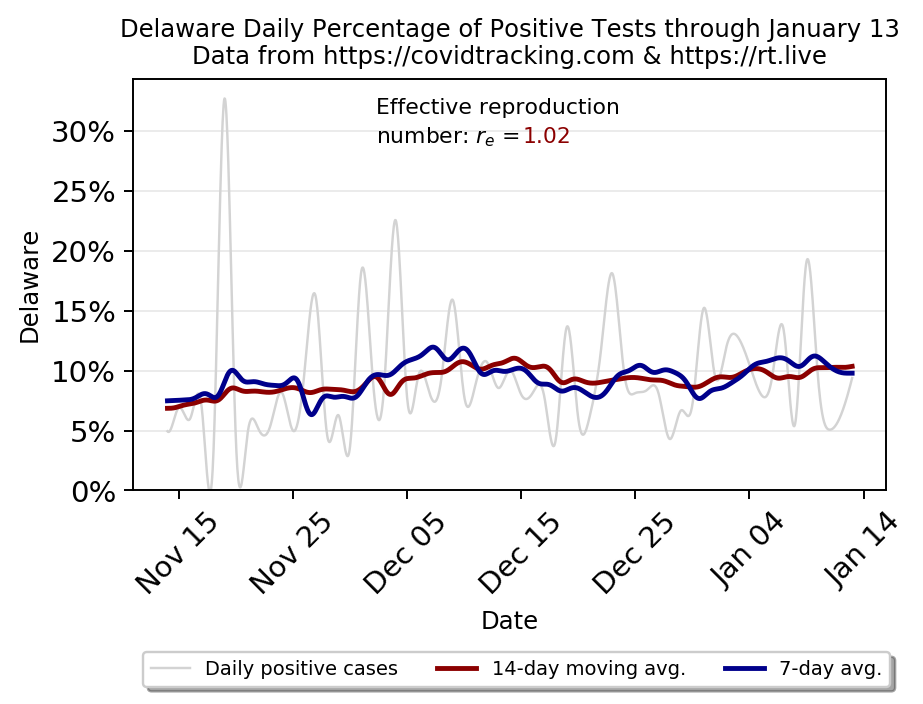 Delaware Daily Percentage of Positive Tests through January 13
Data from https://covidtracking.com & https://rt.live
Effective reproduction
number: rₑ =1.02
30%
25%
20%
15%
10%
5%
0%
Delaware
Nov 15
Nov 25
Dec 05
Dec 15
Dec 25
Jan 04
Jan 14
Date
Daily positive cases
14-day moving avg.
7-day avg.